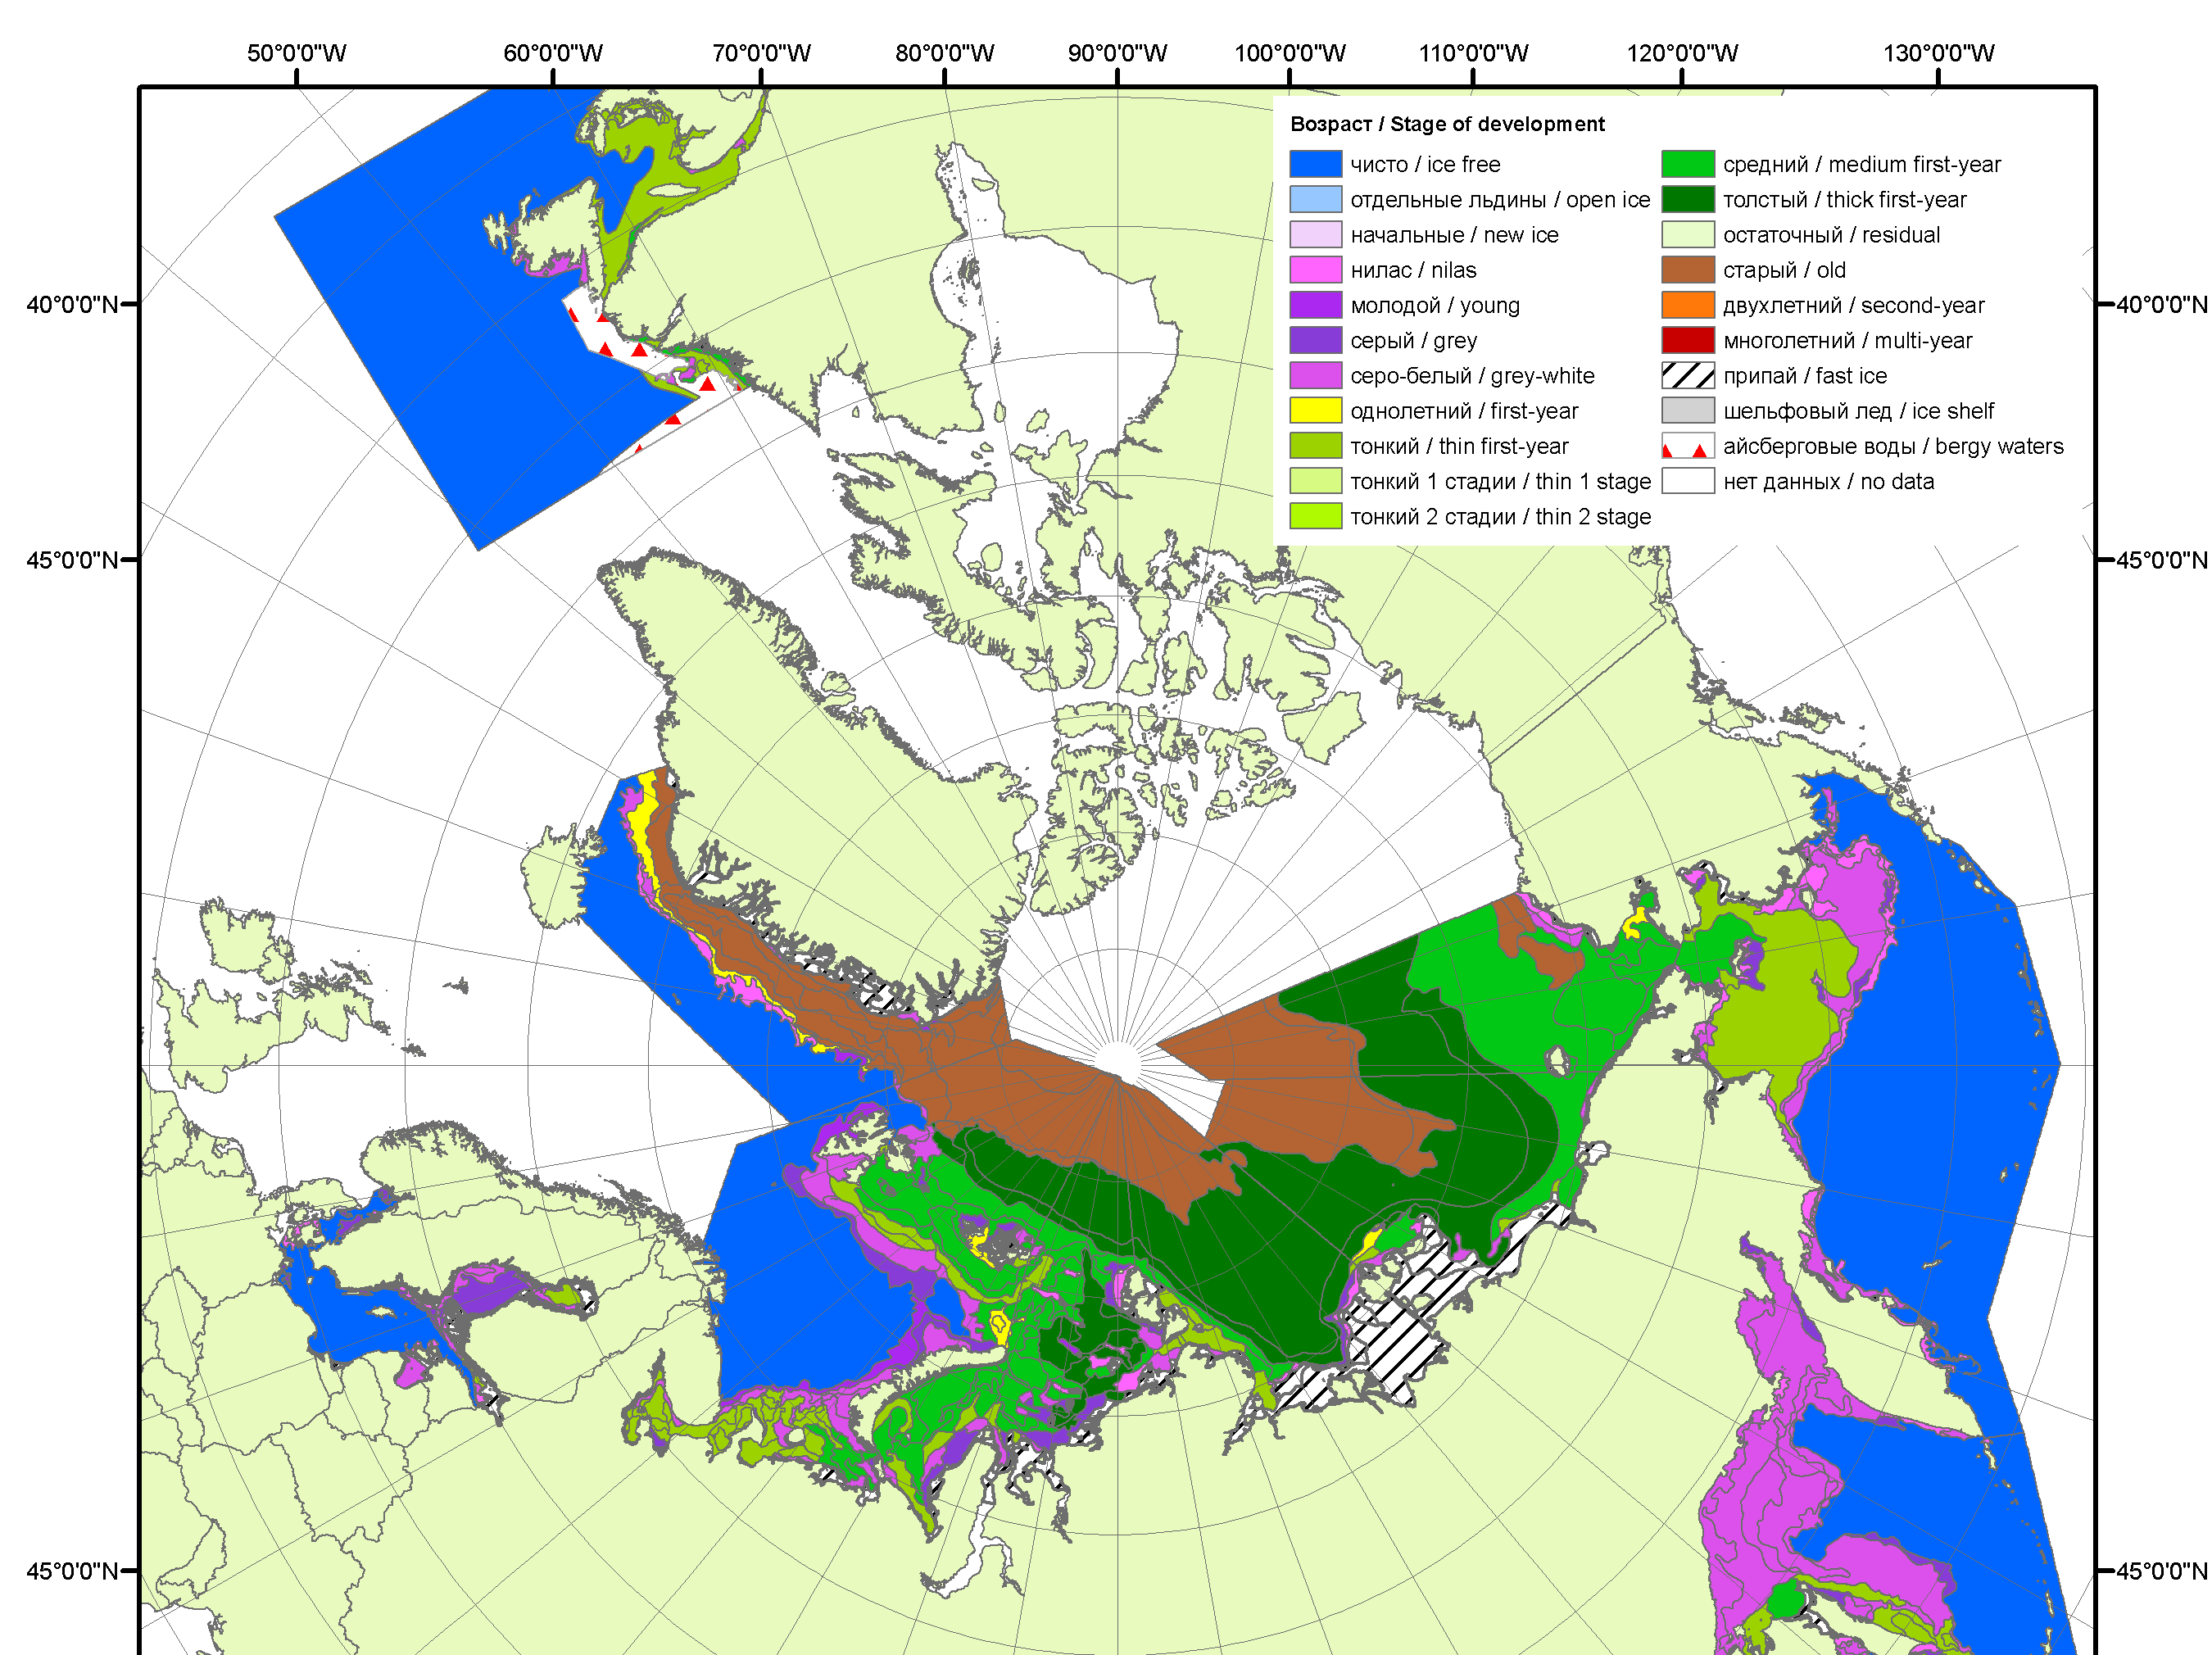 50°0'0"W 60°0'0"W 70°0'0"W 80°0'0"W 90°0'0"W 100°0'0"W 110°0'0"W 120°0'0"W 130°0'0"W
Возраст / Stage of development
чисто / ice free
отдельные льдины / open ice
начальные / new ice
нилас / nilas
молодой / young
серый / grey
серо-белый / grey-white
однолетний / first-year
тонкий / thin first-year
тонкий 1 стадии / thin 1 stage
тонкий 2 стадии / thin 2 stage
средний / medium first-year
толстый / thick first-year
остаточный / residual
старый / old
двухлетний / second-year
многолетний / multi-year
припай / fast ice
шельфовый лед / ice shelf
айсберговые воды / bergy waters
нет данных / no data
40°0'0"N 40°0'0"N
45°0'0"N 45°0'0"N
45°0'0"N 45°0'0"N